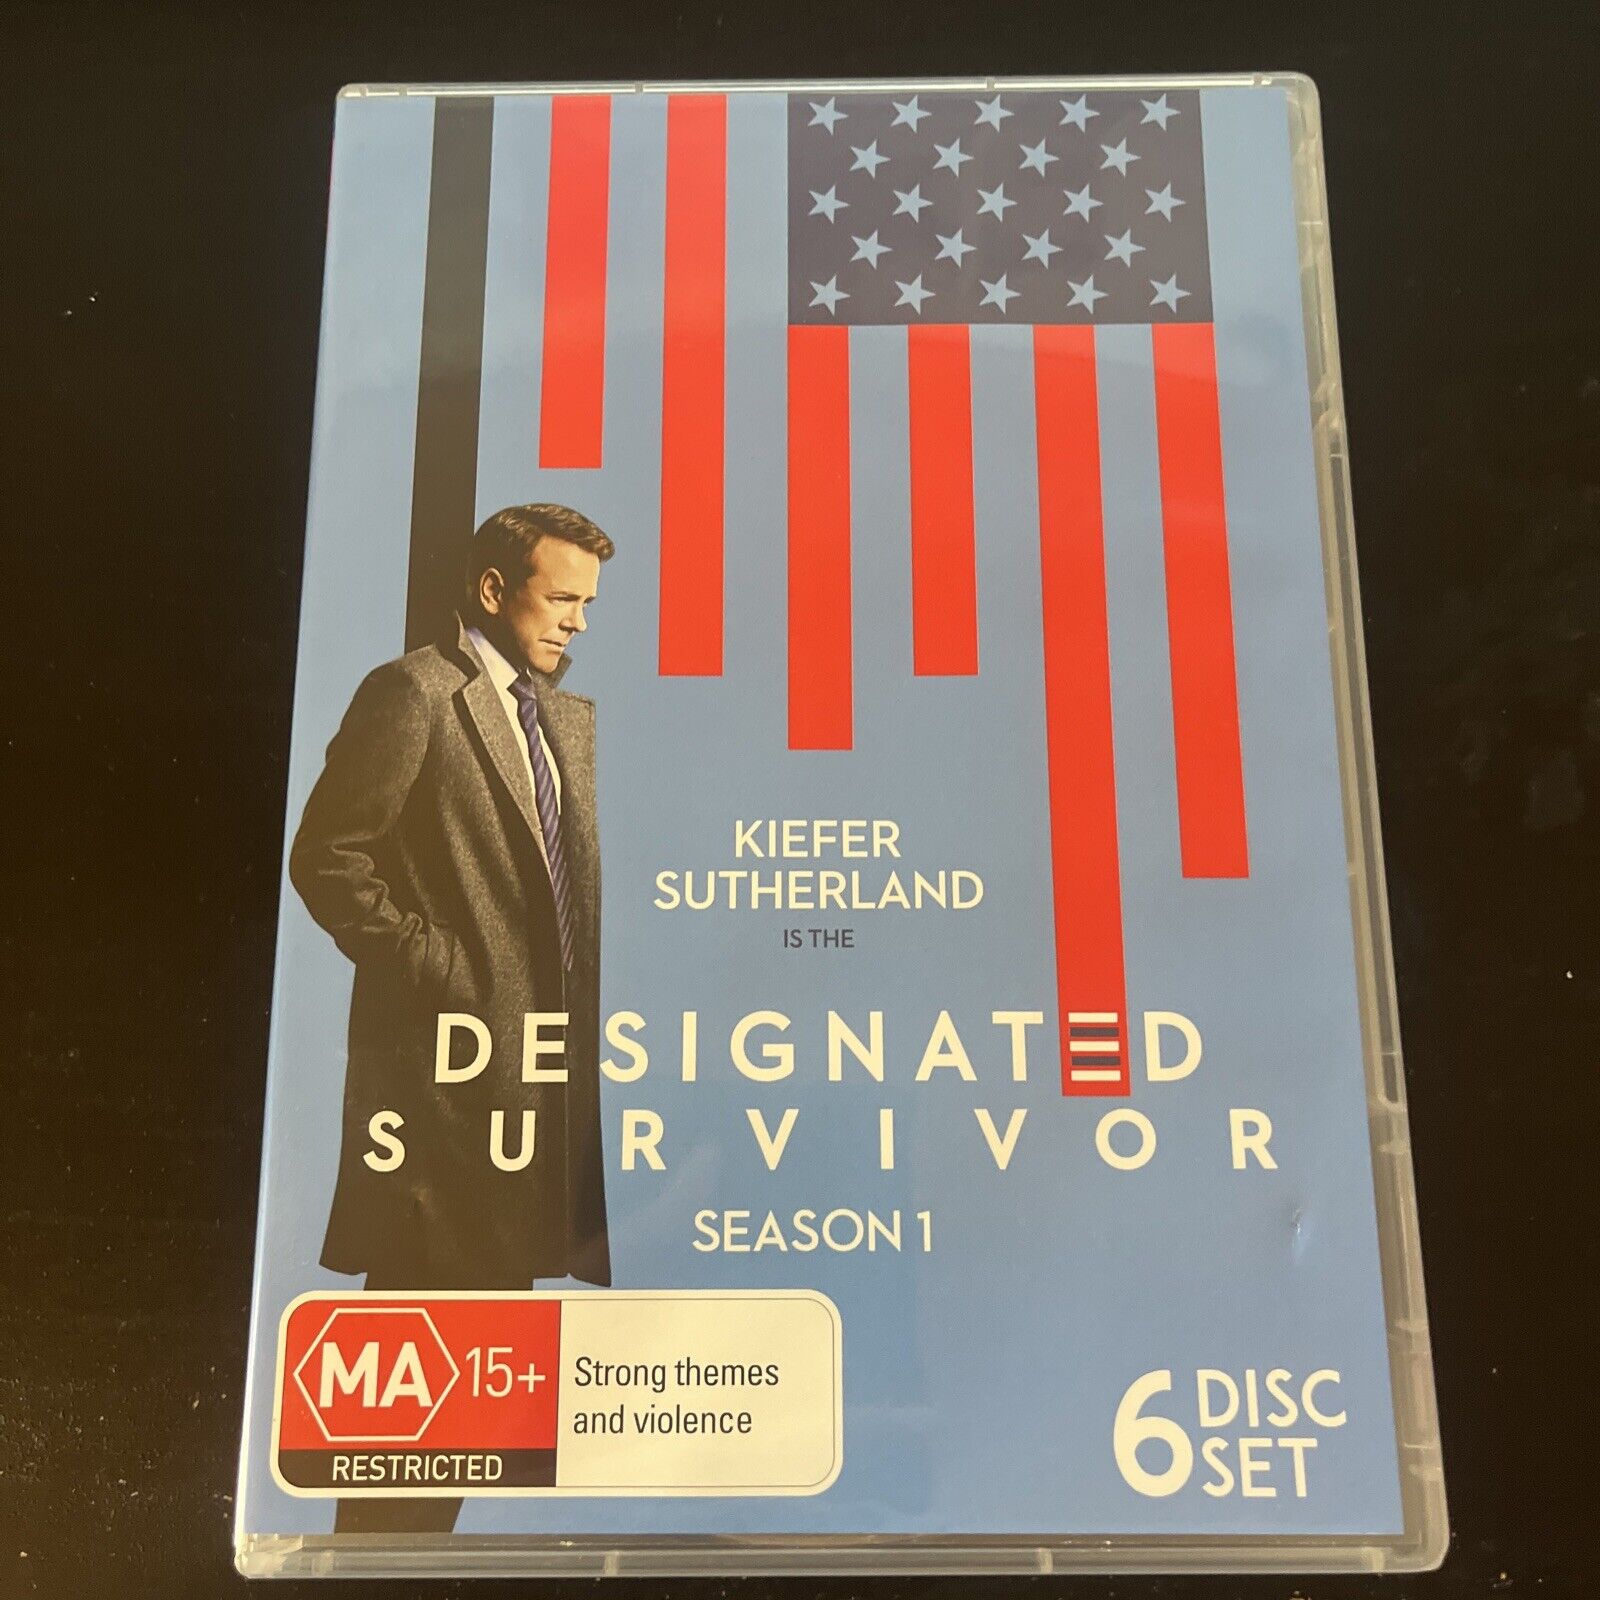 KIEFER
SUTHERLAND
IS THE
DESIGNATED
SURVIVOR
SEASON 1
MA 15+
RESTRICTED
Strong themes
and violence
6 DISC
SET